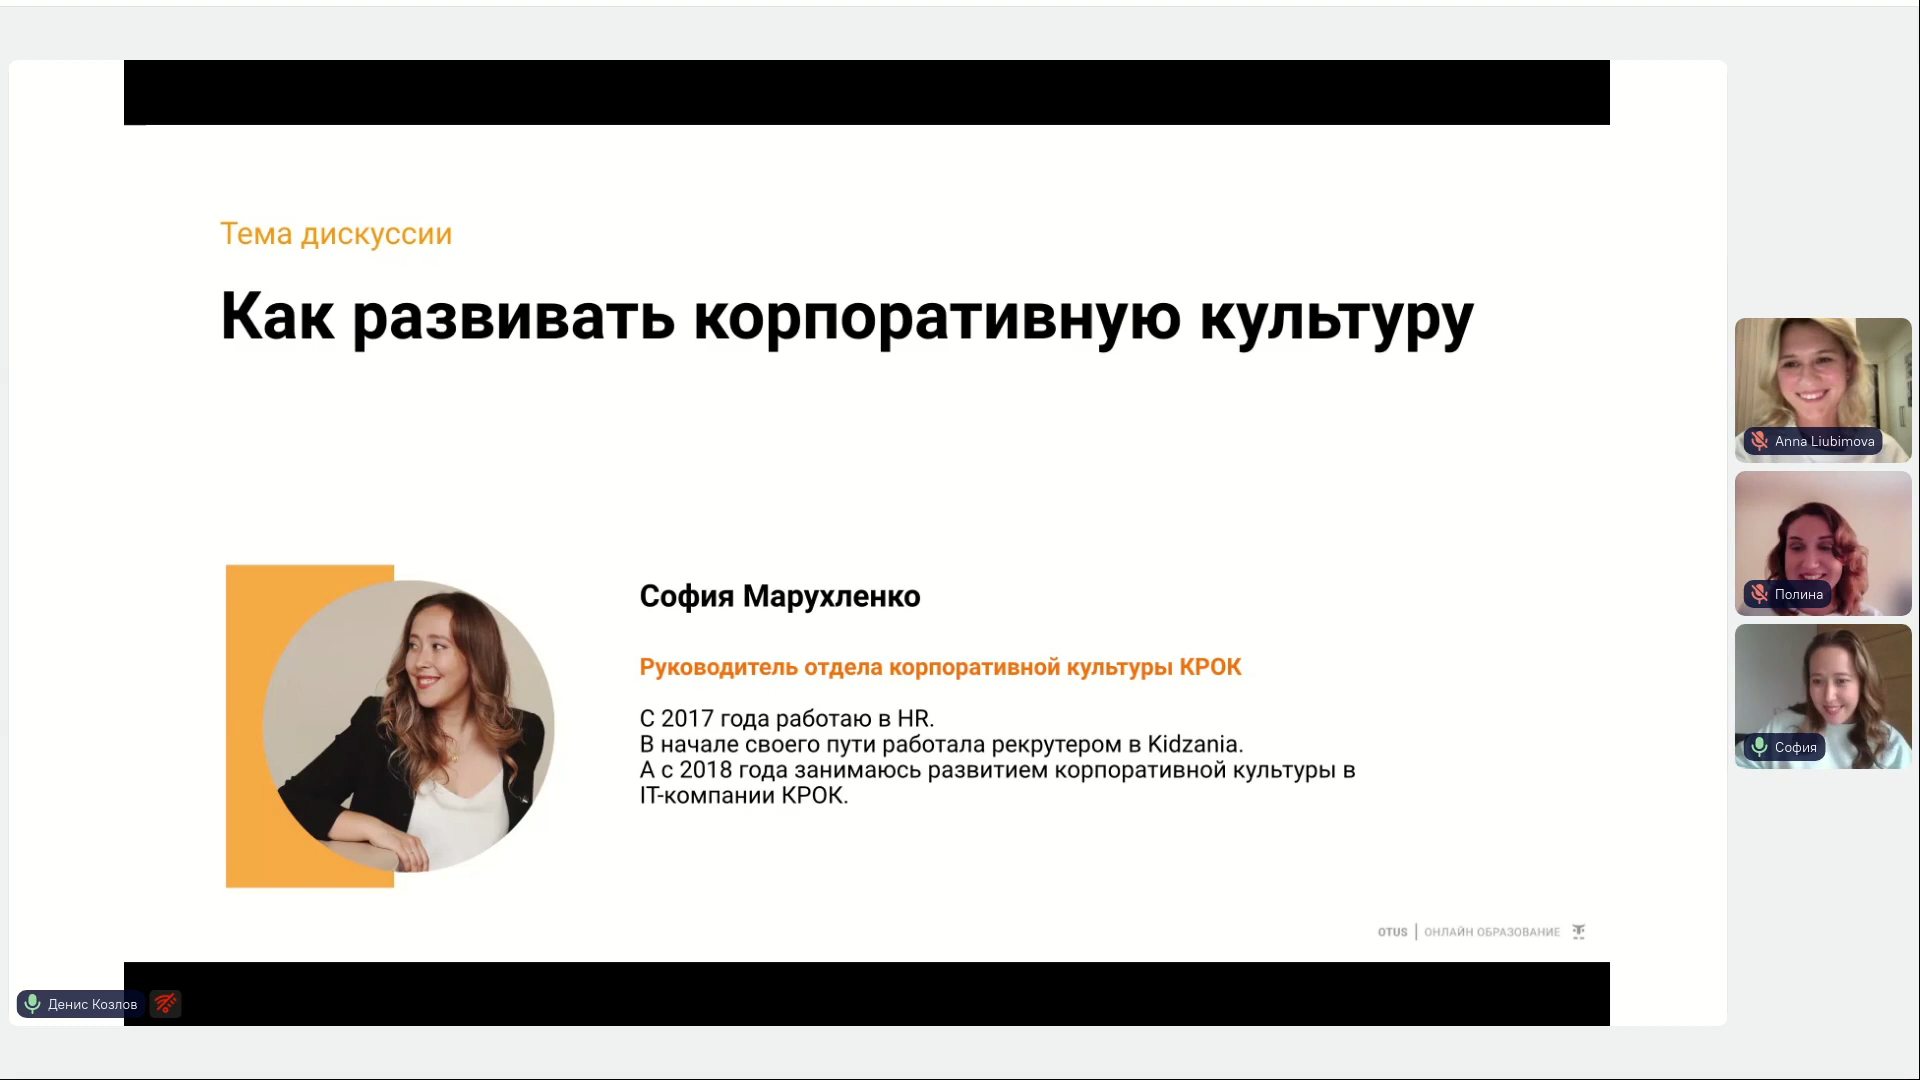 Тема дискуссии
Как развивать корпоративную культуру
София Марухленко
Руководитель отдела корпоративной культуры КРОК
С 2017 года работаю в HR.
В начале своего пути работала рекрутером в Kidzania.
А с 2018 года занимаюсь развитием корпоративной культуры в
IT-компании КРОК.
OTUS | ОНЛАЙН ОБРАЗОВАНИЕ
Денис Козлов
Anna Liubimova
Полина
София